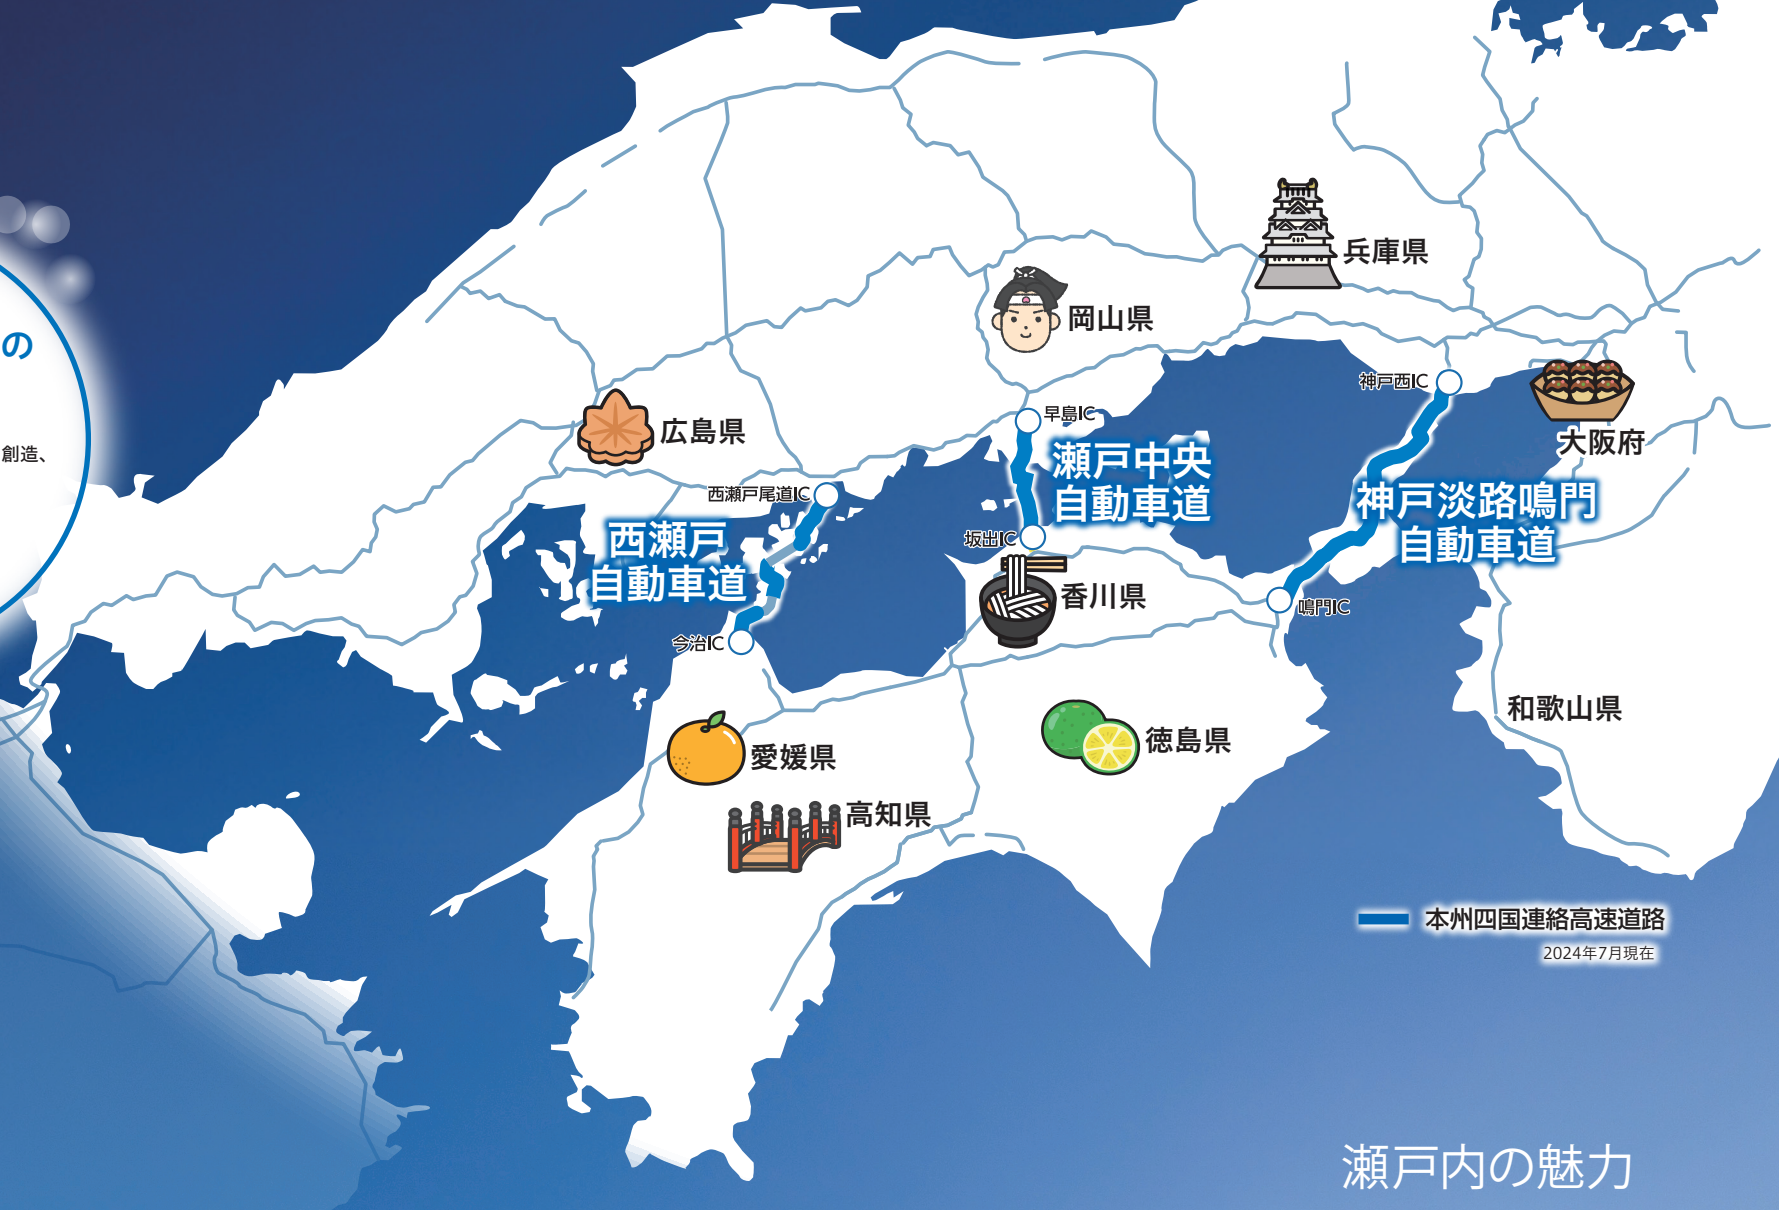 の
創造、
兵庫県
岡山県
神戸西IC
早島IC
広島県
大阪府
瀬戸中央
自動車道
西瀬戸尾道IC
神戸淡路鳴門
自動車道
西瀬戸
自動車道
坂出IC
香川県
鳴門IC
今治IC
和歌山県
徳島県
愛媛県
高知県
本州四国連絡高速道路
2024年7月現在
瀬戸内の魅力